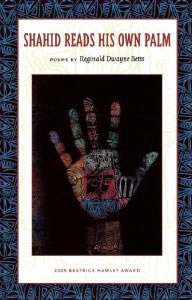 SHAHID READS HIS OWN PALM
POEMS BY Reginald Dwayne Betts
2009 BEATRICE HAWLEY AWARD